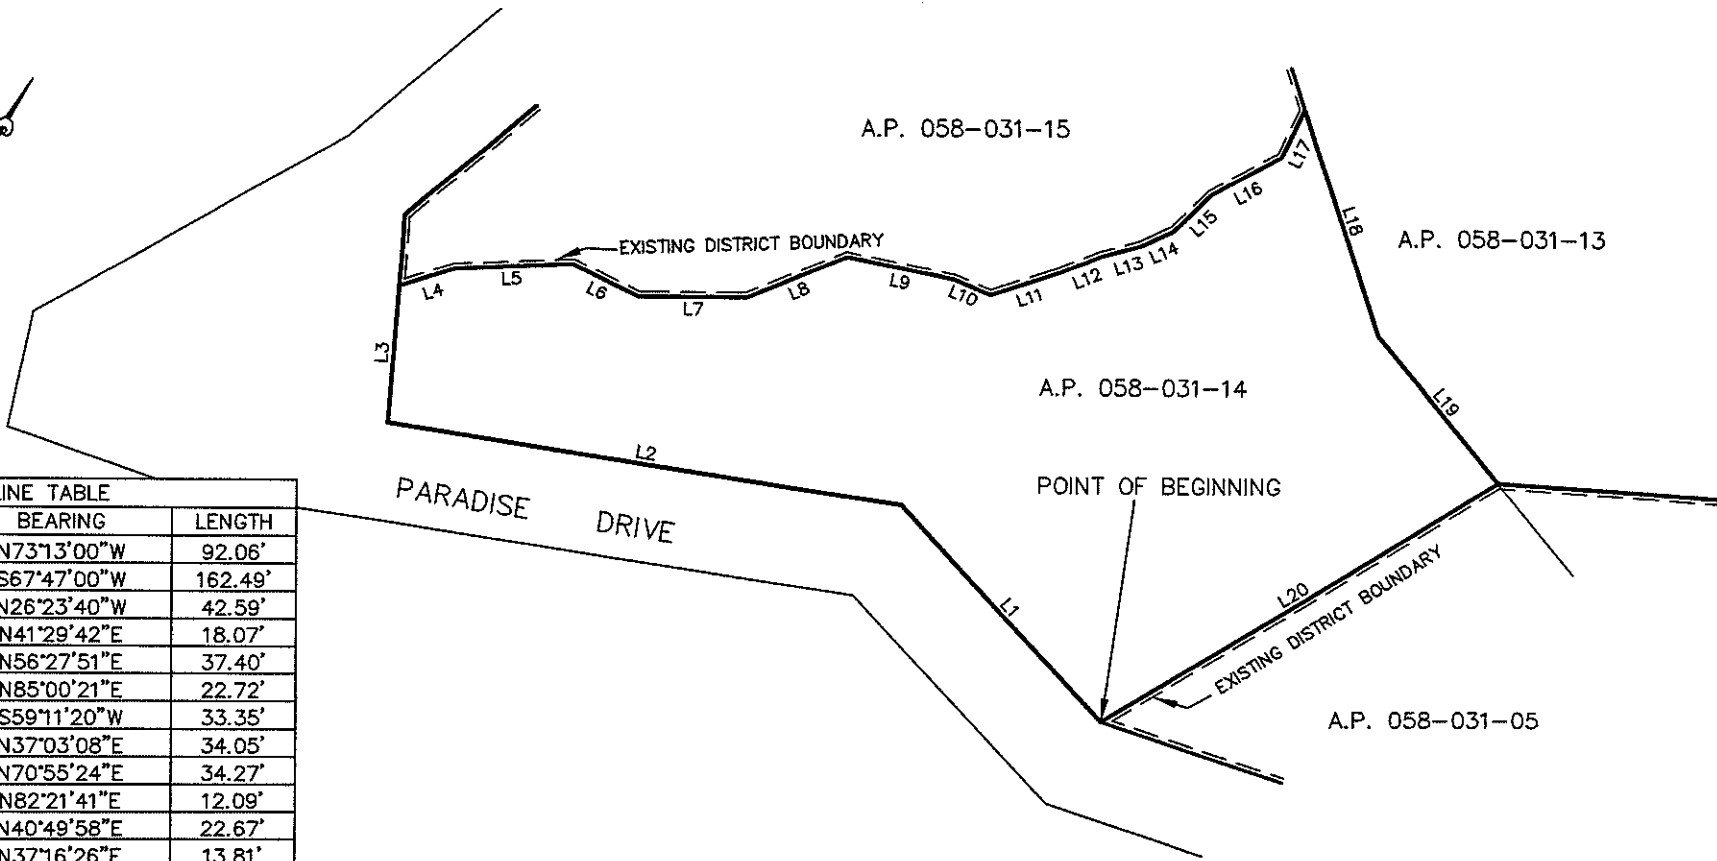 A.P. 058-031-15
L17
L16
L15
L18
EXISTING DISTRICT BOUNDARY
A.P. 058-031-13
L4
L5
L6
L7
L8
L9
L10
L11
L12
L13
L14
L3
A.P. 058-031-14
L19
L2
POINT OF BEGINNING
PARADISE DRIVE
L1
L20
EXISTING DISTRICT BOUNDARY
A.P. 058-031-05
TABLE
BEARING LENGTH
N73°13'00"W 92.06'
S67°47'00"W 162.49'
N26°23'40"W 42.59'
N41°29'42"E 18.07'
N56°27'51"E 37.40'
N85°00'21"E 22.72'
S59°11'20"W 33.35'
N37°03'08"E 34.05'
N70°55'24"E 34.27'
N82°21'41"E 12.09'
N40°49'58"E 22.67'
N37°16'26"E 13.81'